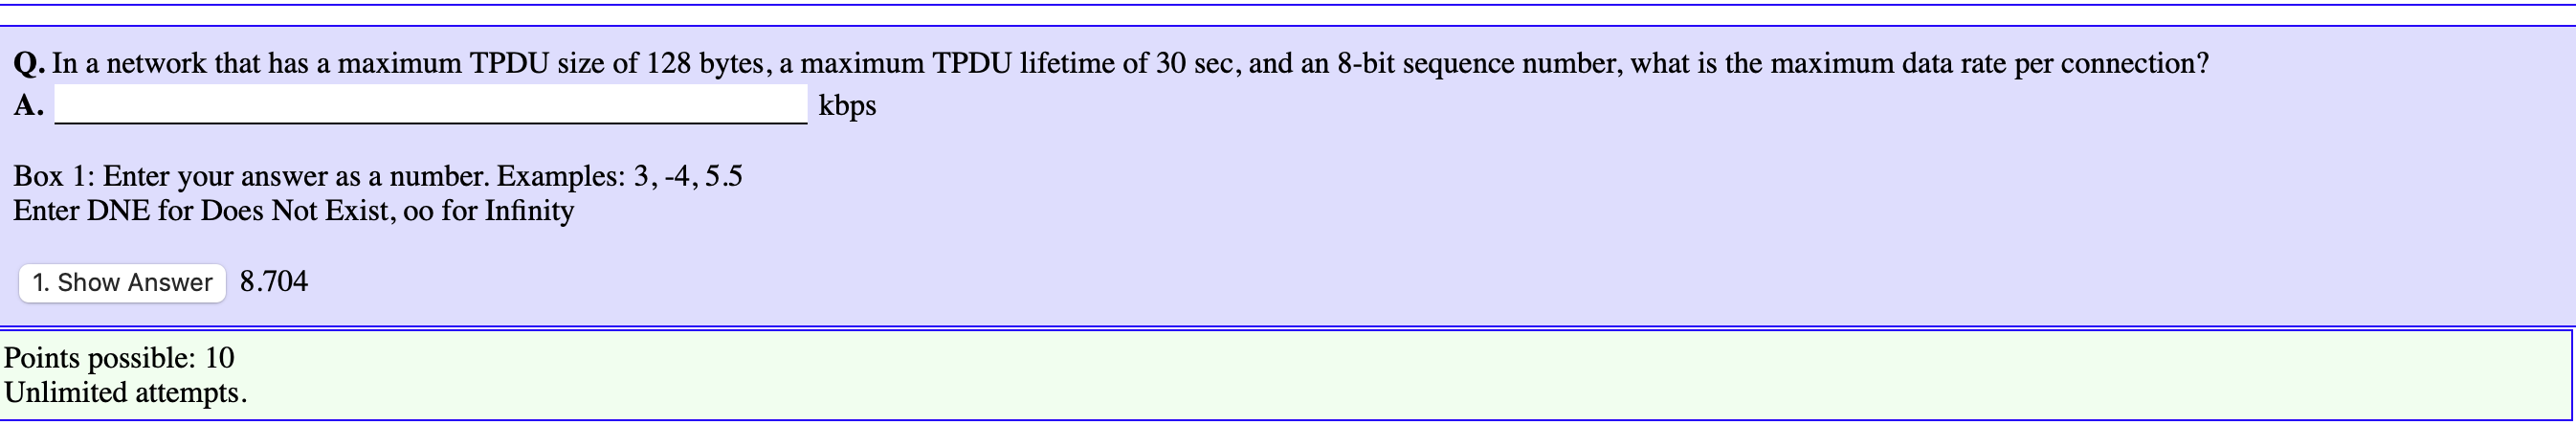 Q. In a network that has a maximum TPDU size of 128 bytes, a maximum TPDU lifetime of 30 sec, and an 8-bit sequence number, what is the maximum data rate per connection?
A. kbps
Box 1: Enter your answer as a number. Examples: 3, -4, 5.5
Enter DNE for Does Not Exist, oo for Infinity
1. Show Answer 8.704
Points possible: 10
Unlimited attempts.